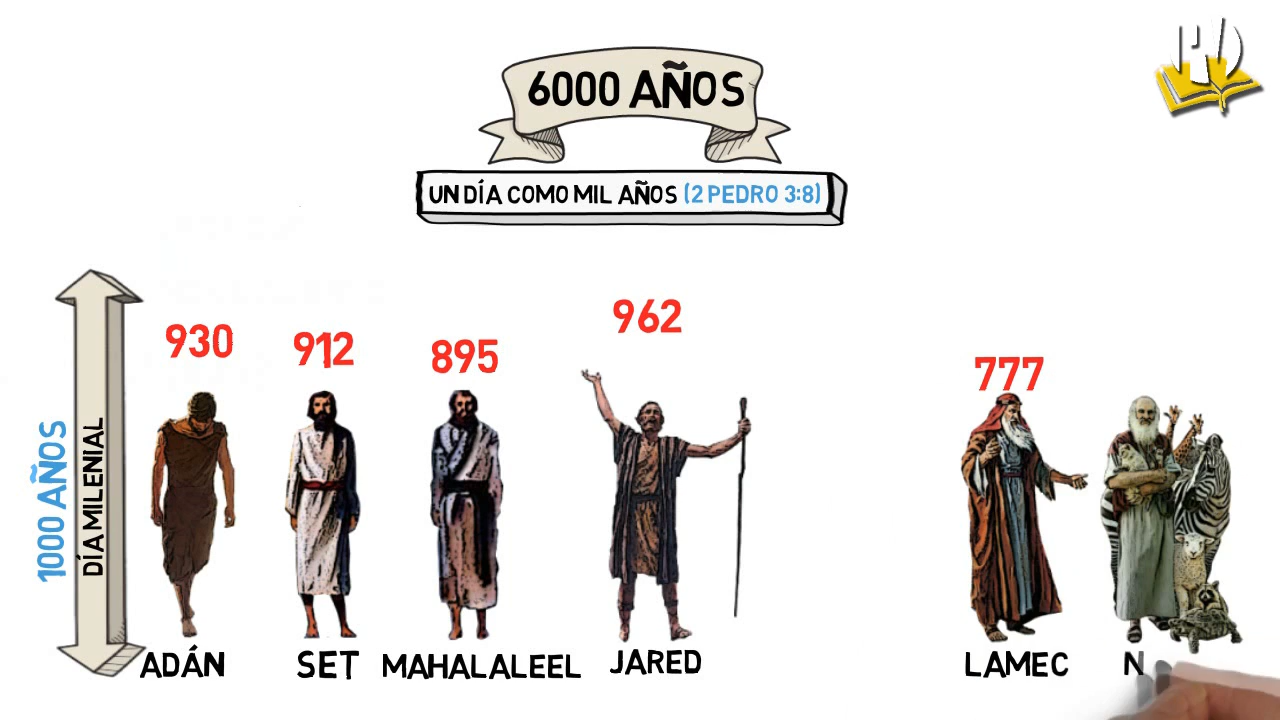 6000 AÑOS
UN DÍA COMO MIL AÑOS (2 PEDRO 3:8)
1000 AÑOS
DÍA MILENIAL
930
912
895
962
777
ADÁN
SET
MAHALALEEL
JARED
LAMEC
N